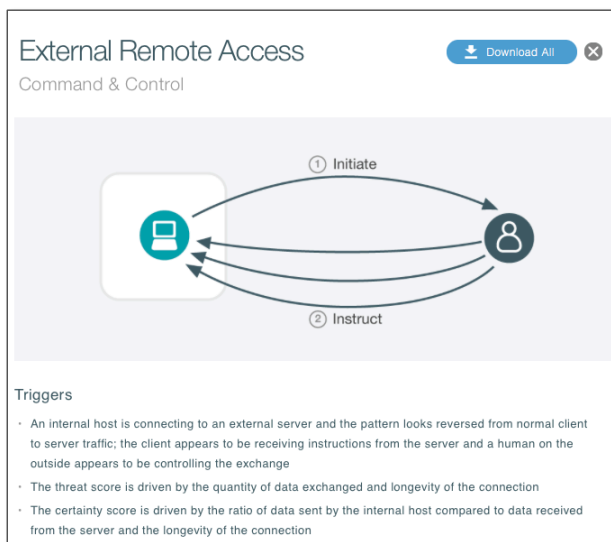 External Remote Access
Download All
Command & Control
1 Initiate
2 Instruct
Triggers
· An internal host is connecting to an external server and the pattern looks reversed from normal client
to server traffic; the client appears to be receiving instructions from the server and a human on the
outside appears to be controlling the exchange
· The threat score is driven by the quantity of data exchanged and longevity of the connection
· The certainty score is driven by the ratio of data sent by the internal host compared to data received
from the server and the longevity of the connection